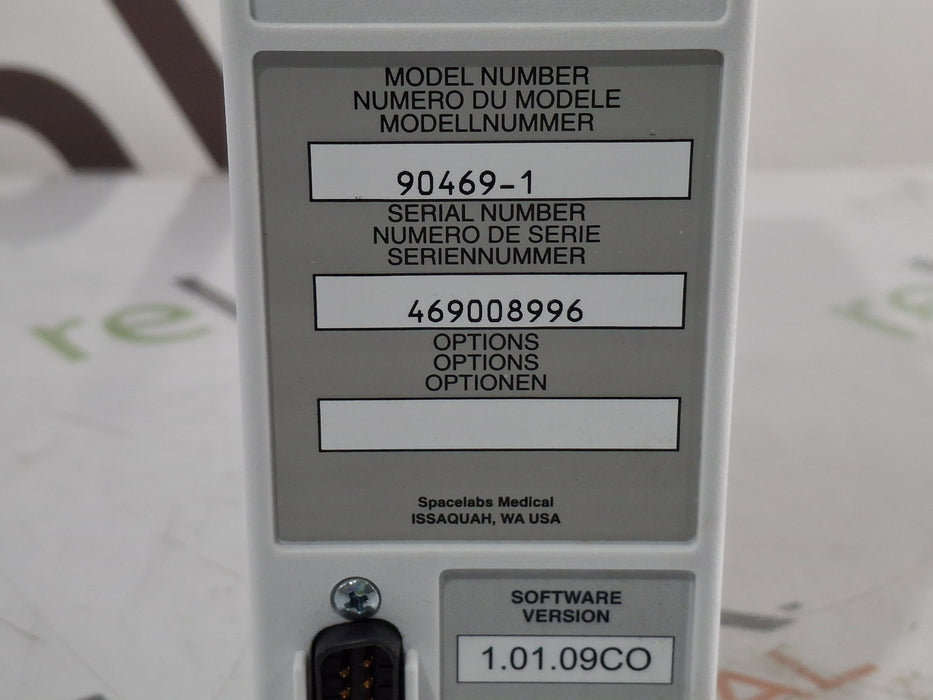 MODEL NUMBER
NUMERO DU MODELE
MODELLNUMMER
90469-1
SERIAL NUMBER
NUMERO DE SERIE
SERIENNUMMER
469008996
OPTIONS
OPTIONS
OPTIONEN
Spacelabs Medical
ISSAQUAH, WA USA
SOFTWARE
VERSION
1.01.09CO